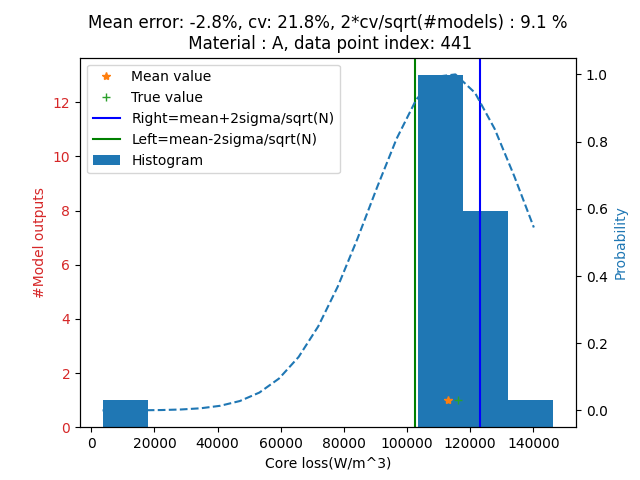 Mean error: -2.8%, cv: 21.8%, 2*cv/sqrt(#models) : 9.1 %
Material : A, data point index: 441
Mean value
True value
Right=mean+2sigma/sqrt(N)
Left=mean-2sigma/sqrt(N)
Histogram
#Model outputs
12
10
8
6
4
2
0
1.0
0.8
0.6
0.4
0.2
0.0
Probability
0 20000 40000 60000 80000 100000 120000 140000
Core loss(W/m^3)